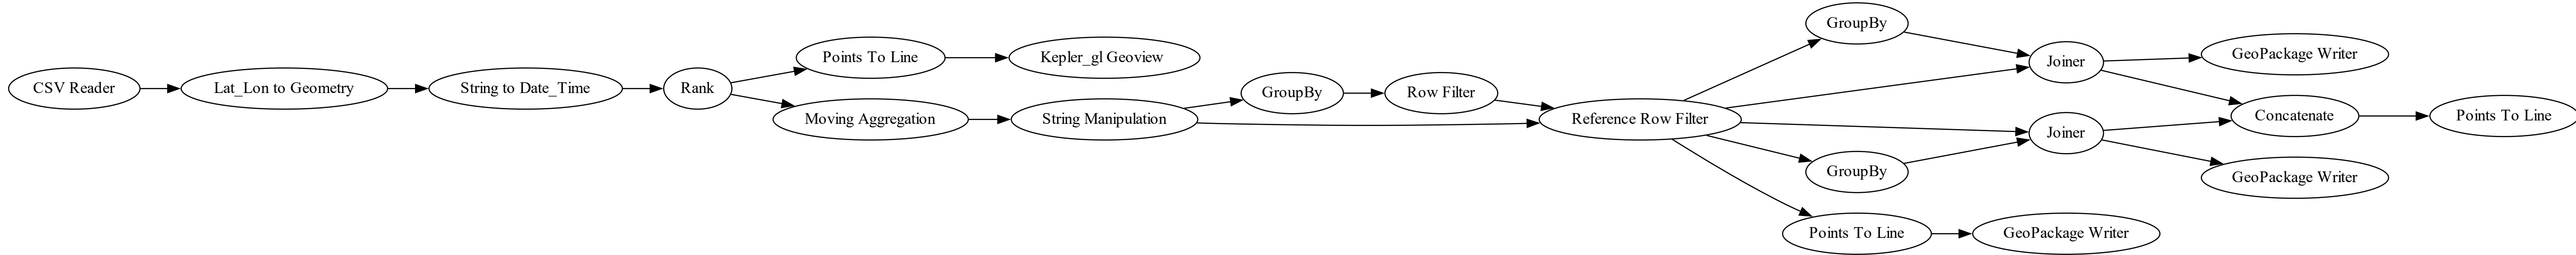 CSV Reader
Lat_Lon to Geometry
String to Date_Time
Rank
Points To Line
Kepler_gl Geoview
Moving Aggregation
String Manipulation
GroupBy
Row Filter
Reference Row Filter
GroupBy
Joiner
GeoPackage Writer
Joiner
Concatenate
Points To Line
GroupBy
GeoPackage Writer
Points To Line
GeoPackage Writer